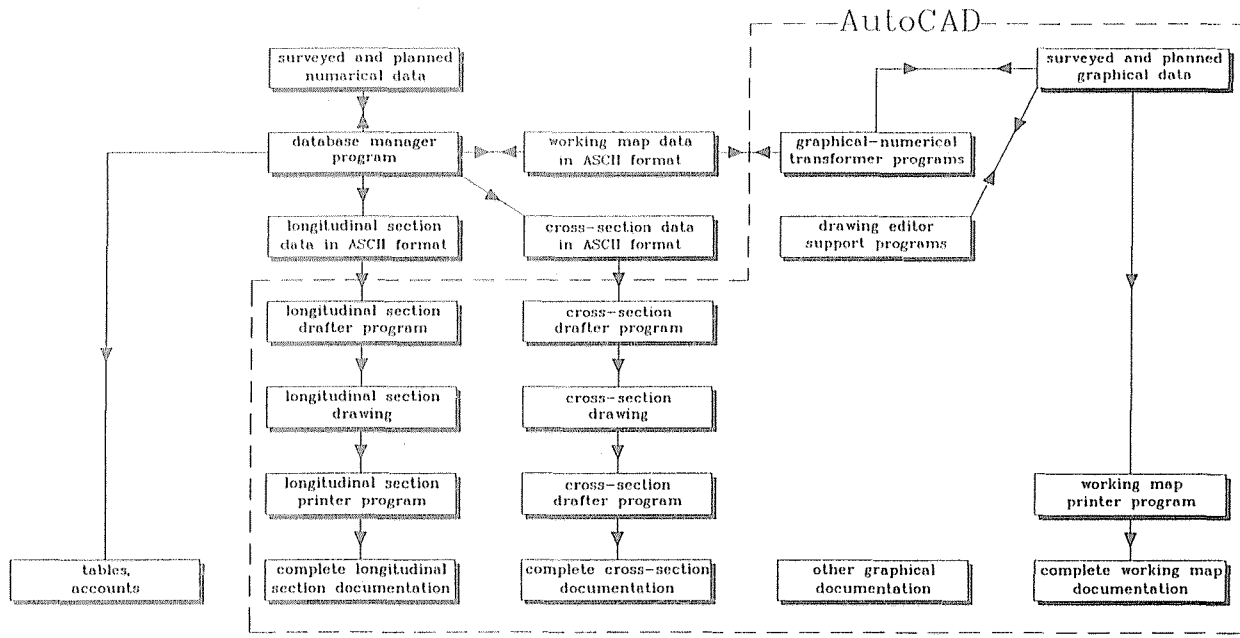 AutoCAD
surveyed and planned
numerical data
surveyed and planned
graphical data
database manager
program
working map data
in ASCII format
graphical-numerical
transformer programs
longitudinal section
data in ASCII format
cross-section data
in ASCII format
drawing editor
support programs
longitudinal section
drafter program
cross-section
drafter program
longitudinal section
drawing
cross-section
drawing
longitudinal section
printer program
cross-section
drafter program
working map
printer program
tables,
accounts
complete longitudinal
section documentation
complete cross-section
documentation
other graphical
documentation
complete working map
documentation